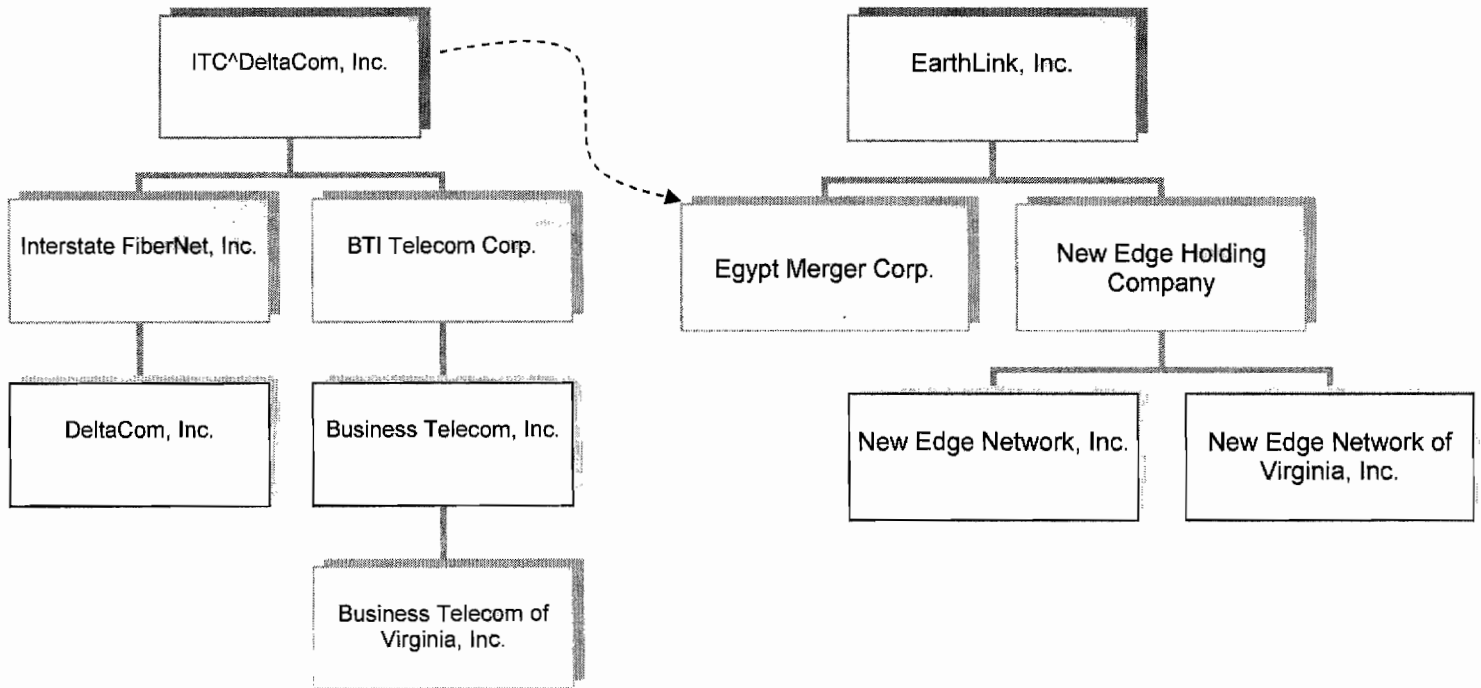 ITC^DeltaCom, Inc.
EarthLink, Inc.
Interstate FiberNet, Inc.
BTI Telecom Corp.
Egypt Merger Corp.
New Edge Holding
Company
DeltaCom, Inc.
Business Telecom, Inc.
New Edge Network, Inc.
New Edge Network of
Virginia, Inc.
Business Telecom of
Virginia, Inc.